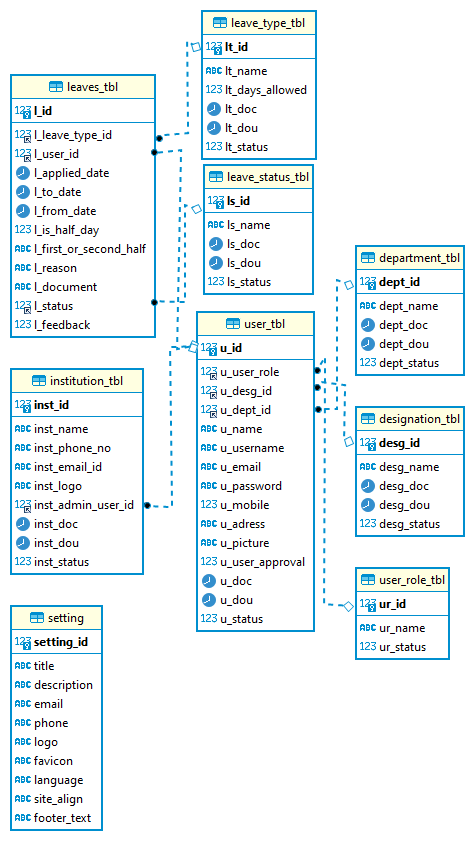 leave_type_tbl
123 lt_id
ABC lt_name
123 lt_days_allowed
lt_doc
lt_dou
123 lt_status
leaves_tbl
123 l_id
123 l_leave_type_id
123 l_user_id
l_applied_date
l_to_date
l_from_date
123 l_is_half_day
ABC l_first_or_second_half
ABC l_reason
ABC l_document
123 l_status
ABC l_feedback
leave_status_tbl
123 ls_id
ABC ls_name
ls_doc
ls_dou
123 ls_status
department_tbl
123 dept_id
ABC dept_name
dept_doc
dept_dou
123 dept_status
user_tbl
123 u_id
123 u_user_role
123 u_desg_id
123 u_dept_id
ABC u_name
ABC u_username
ABC u_email
ABC u_password
123 u_mobile
ABC u_adress
ABC u_picture
123 u_user_approval
u_doc
u_dou
123 u_status
institution_tbl
123 inst_id
ABC inst_name
ABC inst_phone_no
ABC inst_email_id
ABC inst_logo
123 inst_admin_user_id
inst_doc
inst_dou
123 inst_status
designation_tbl
123 desg_id
ABC desg_name
desg_doc
desg_dou
123 desg_status
user_role_tbl
123 ur_id
ABC ur_name
123 ur_status
setting
123 setting_id
ABC title
ABC description
ABC email
ABC phone
ABC logo
ABC favicon
ABC language
ABC site_align
ABC footer_text